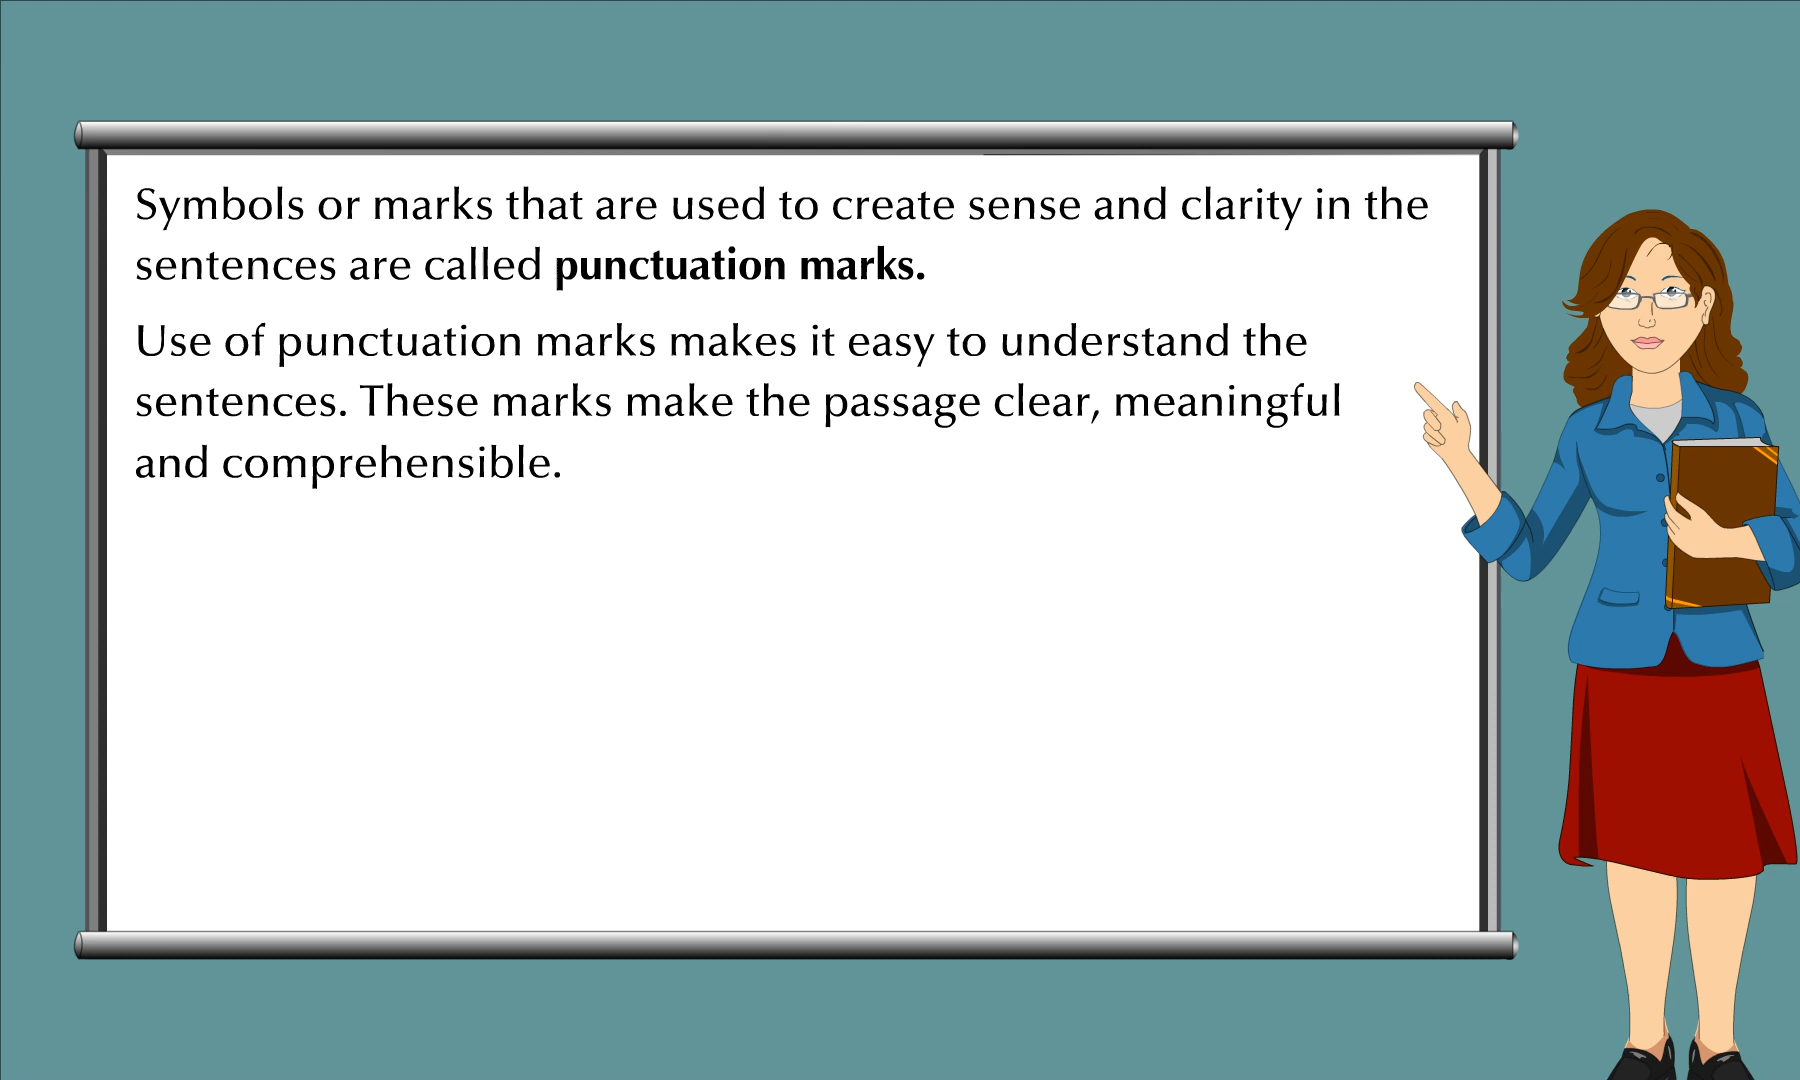 Symbols or marks that are used to create sense and clarity in the
sentences are called punctuation marks.
Use of punctuation marks makes it easy to understand the
sentences. These marks make the passage clear, meaningful
and comprehensible.